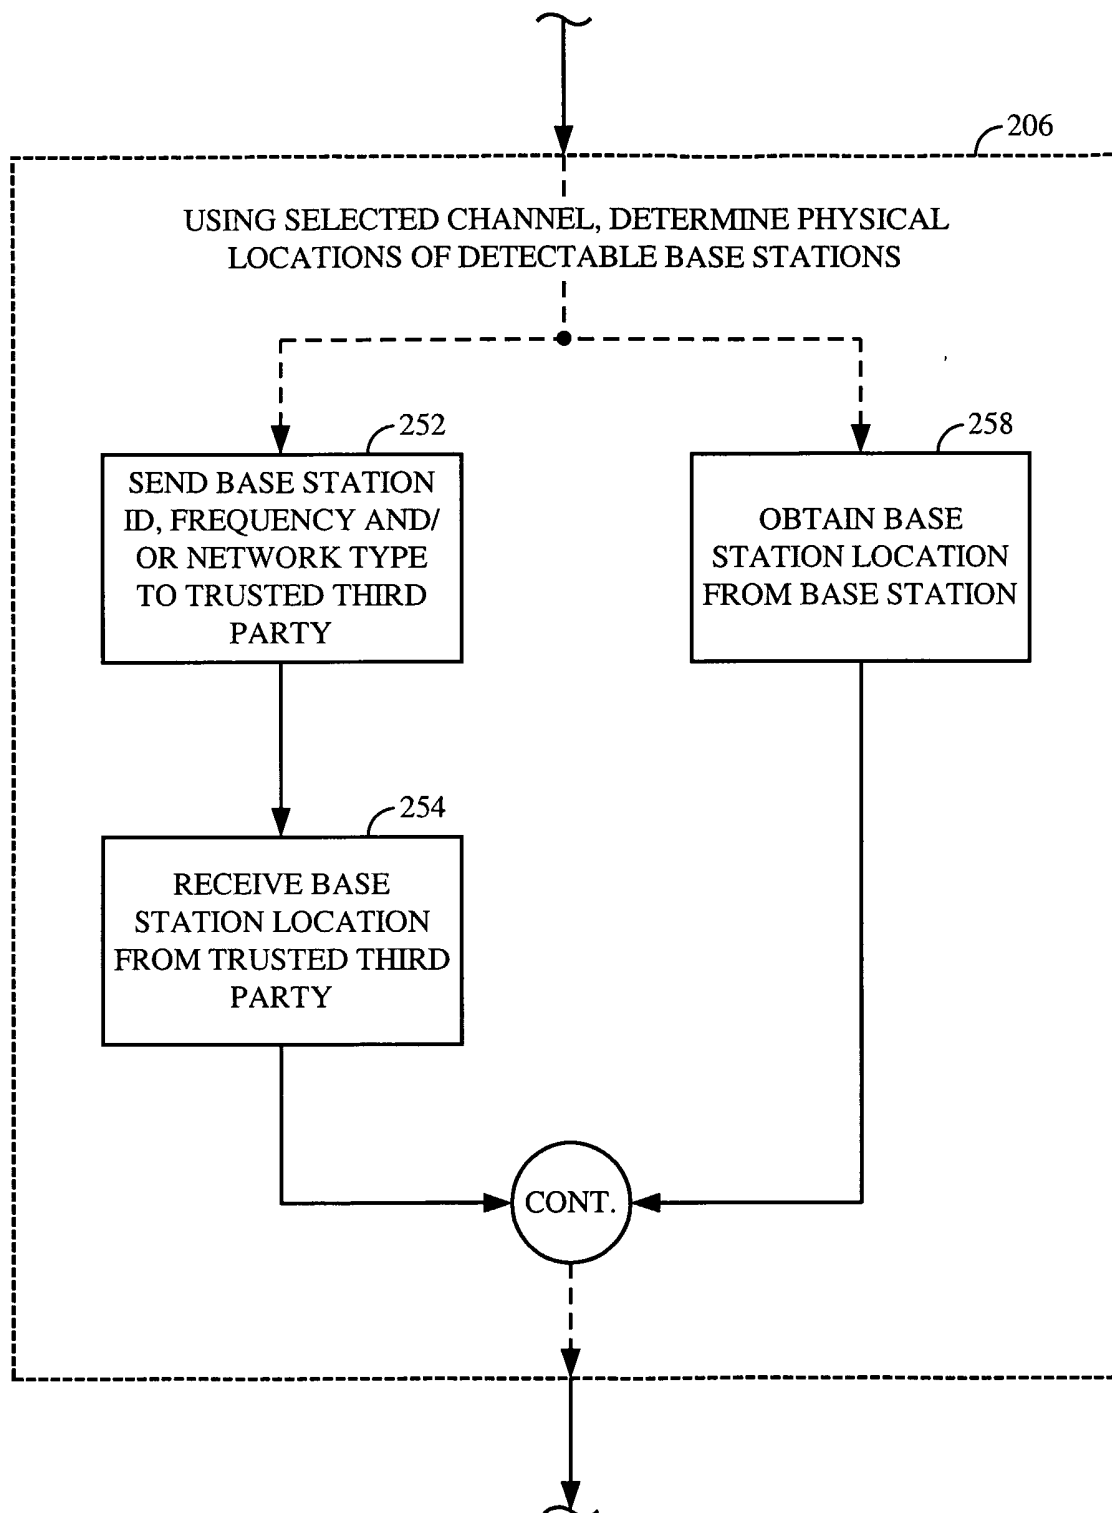 206
USING SELECTED CHANNEL, DETERMINE PHYSICAL
LOCATIONS OF DETECTABLE BASE STATIONS
252
SEND BASE STATION
ID, FREQUENCY AND/
OR NETWORK TYPE
TO TRUSTED THIRD
PARTY
258
OBTAIN BASE
STATION LOCATION
FROM BASE STATION
254
RECEIVE BASE
STATION LOCATION
FROM TRUSTED THIRD
PARTY
CONT.